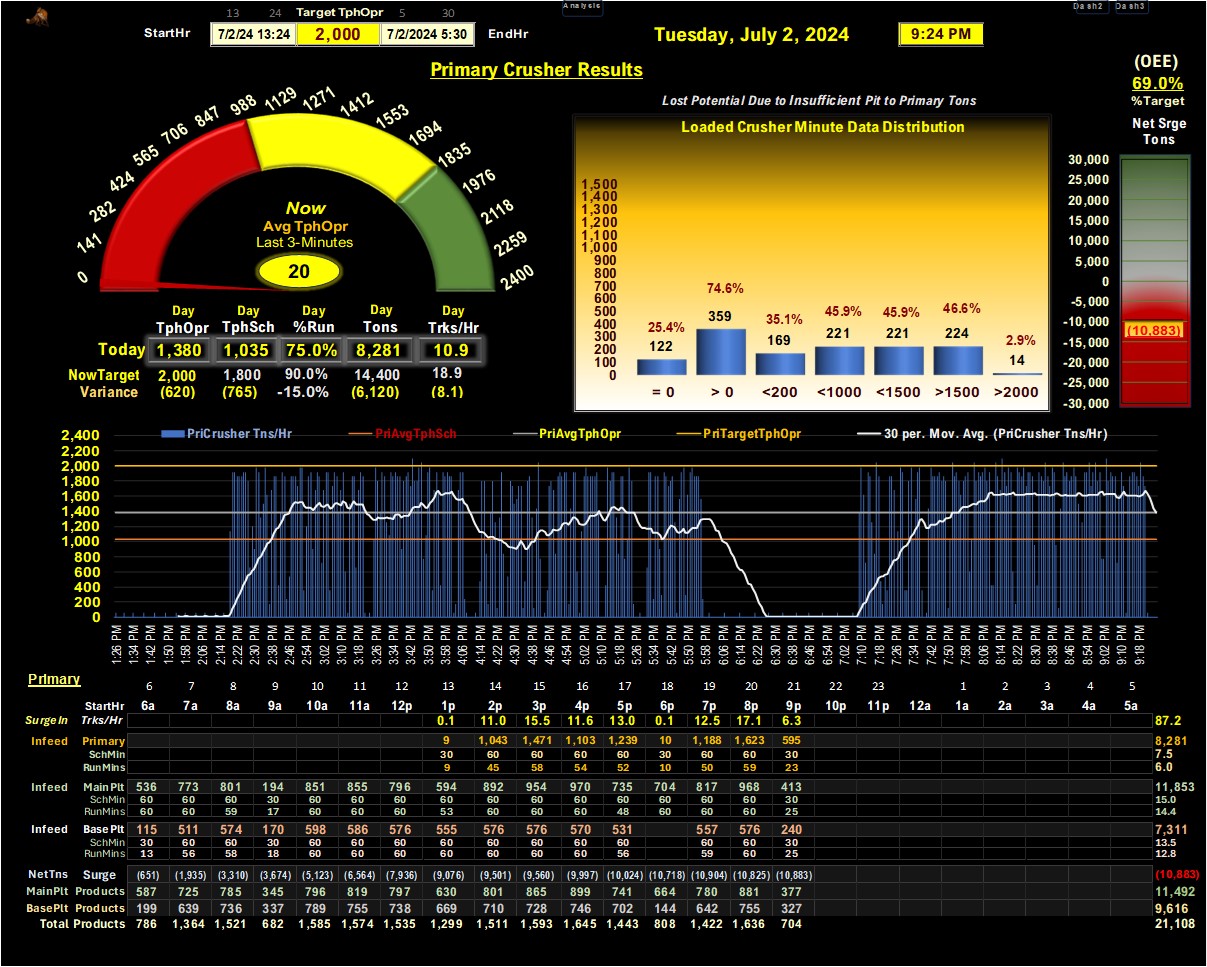 Analysis
Dash2 Dash3
13 24 Target TphOpr 5 30
StartHr 7/2/24 13:24 2,000 7/2/2024 5:30 EndHr
Tuesday, July 2, 2024
9:24 PM
Primary Crusher Results
(OEE)
69.0%
%Target
Net Srge
Tons
0 141 282 424 565 706 847 988 1129 1271 1412 1553 1694 1835 1976 2118 2259 2400
Now
Avg TphOpr
Last 3-Minutes
20
Lost Potential Due to Insufficient Pit to Primary Tons
Loaded Crusher Minute Data Distribution
1,500
1,400
1,300
1,200
1,100
1,000
900
800
700
600
500
400
300
200
100
0
25.4% 74.6% 35.1% 45.9% 45.9% 46.6% 2.9%
122 359 169 221 221 224 14
= 0 > 0 <200 <1000 <1500 >1500 >2000
30,000
25,000
20,000
15,000
10,000
5,000
0
-5,000
-10,000
(10,883)
-15,000
-20,000
-25,000
-30,000
Day Day Day Day Day
TphOpr TphSch %Run Tons Trks/Hr
Today 1,380 1,035 75.0% 8,281 10.9
NowTarget 2,000 1,800 90.0% 14,400 18.9
Variance (620) (765) -15.0% (6,120) (8.1)
PriCrusher Tns/Hr PriAvgTphSch PriAvgTphOpr PriTargetTphOpr 30 per. Mov. Avg. (PriCrusher Tns/Hr)
2,400
2,200
2,000
1,800
1,600
1,400
1,200
1,000
800
600
400
200
0
1:26 PM 1:34 PM 1:42 PM 1:50 PM 1:58 PM 2:06 PM 2:14 PM 2:22 PM 2:30 PM 2:38 PM 2:46 PM 2:54 PM 3:02 PM 3:10 PM 3:18 PM 3:26 PM 3:34 PM 3:42 PM 3:50 PM 3:58 PM 4:06 PM 4:14 PM 4:22 PM 4:30 PM 4:38 PM 4:46 PM 4:54 PM 5:02 PM 5:10 PM 5:18 PM 5:26 PM 5:34 PM 5:42 PM 5:50 PM 5:58 PM 6:06 PM 6:14 PM 6:22 PM 6:30 PM 6:38 PM 6:46 PM 6:54 PM 7:02 PM 7:10 PM 7:18 PM 7:26 PM 7:34 PM 7:42 PM 7:50 PM 7:58 PM 8:06 PM 8:14 PM 8:22 PM 8:30 PM 8:38 PM 8:46 PM 8:54 PM 9:02 PM 9:10 PM 9:18 PM
Primary
6 7 8 9 10 11 12 13 14 15 16 17 18 19 20 21 22 23 1 2 3 4 5
StartHr 6a 7a 8a 9a 10a 11a 12p 1p 2p 3p 4p 5p 6p 7p 8p 9p 10p 11p 12a 1a 2a 3a 4a 5a
SurgeIn Trks/Hr 0.1 11.0 15.5 11.6 13.0 0.1 12.5 17.1 6.3 87.2
Infeed Primary 9 1,043 1,471 1,103 1,239 10 1,188 1,623 595 8,281
SchMin 30 60 60 60 60 30 60 60 30 7.5
RunMins 9 45 58 54 52 10 50 59 23 6.0
Infeed MainPlt 536 773 801 194 851 855 796 594 892 954 970 735 704 817 968 413 11,853
SchMin 60 60 60 30 60 60 60 60 60 60 60 60 60 60 60 30 15.0
RunMins 60 60 59 17 60 60 60 53 60 60 60 48 60 60 60 25 14.4
Infeed BasePlt 115 511 574 170 598 586 576 555 576 576 570 531 557 576 240 7,311
SchMin 30 60 60 30 60 60 60 60 60 60 60 60 60 60 30 13.5
RunMins 13 56 58 18 60 60 60 60 60 60 60 56 59 60 25 12.8
NetTns Surge (651) (1,935) (3,310) (3,674) (5,123) (6,564) (7,936) (9,076) (9,501) (9,560) (9,997) (10,024) (10,718) (10,904) (10,825) (10,883) (10,883)
MainPlt Products 587 725 785 345 796 819 797 630 801 865 899 741 664 780 881 377 11,492
BasePlt Products 199 639 736 337 789 755 738 669 710 728 746 702 144 642 755 327 9,616
Total Products 786 1,364 1,521 682 1,585 1,574 1,535 1,299 1,511 1,593 1,645 1,443 808 1,422 1,636 704 21,108